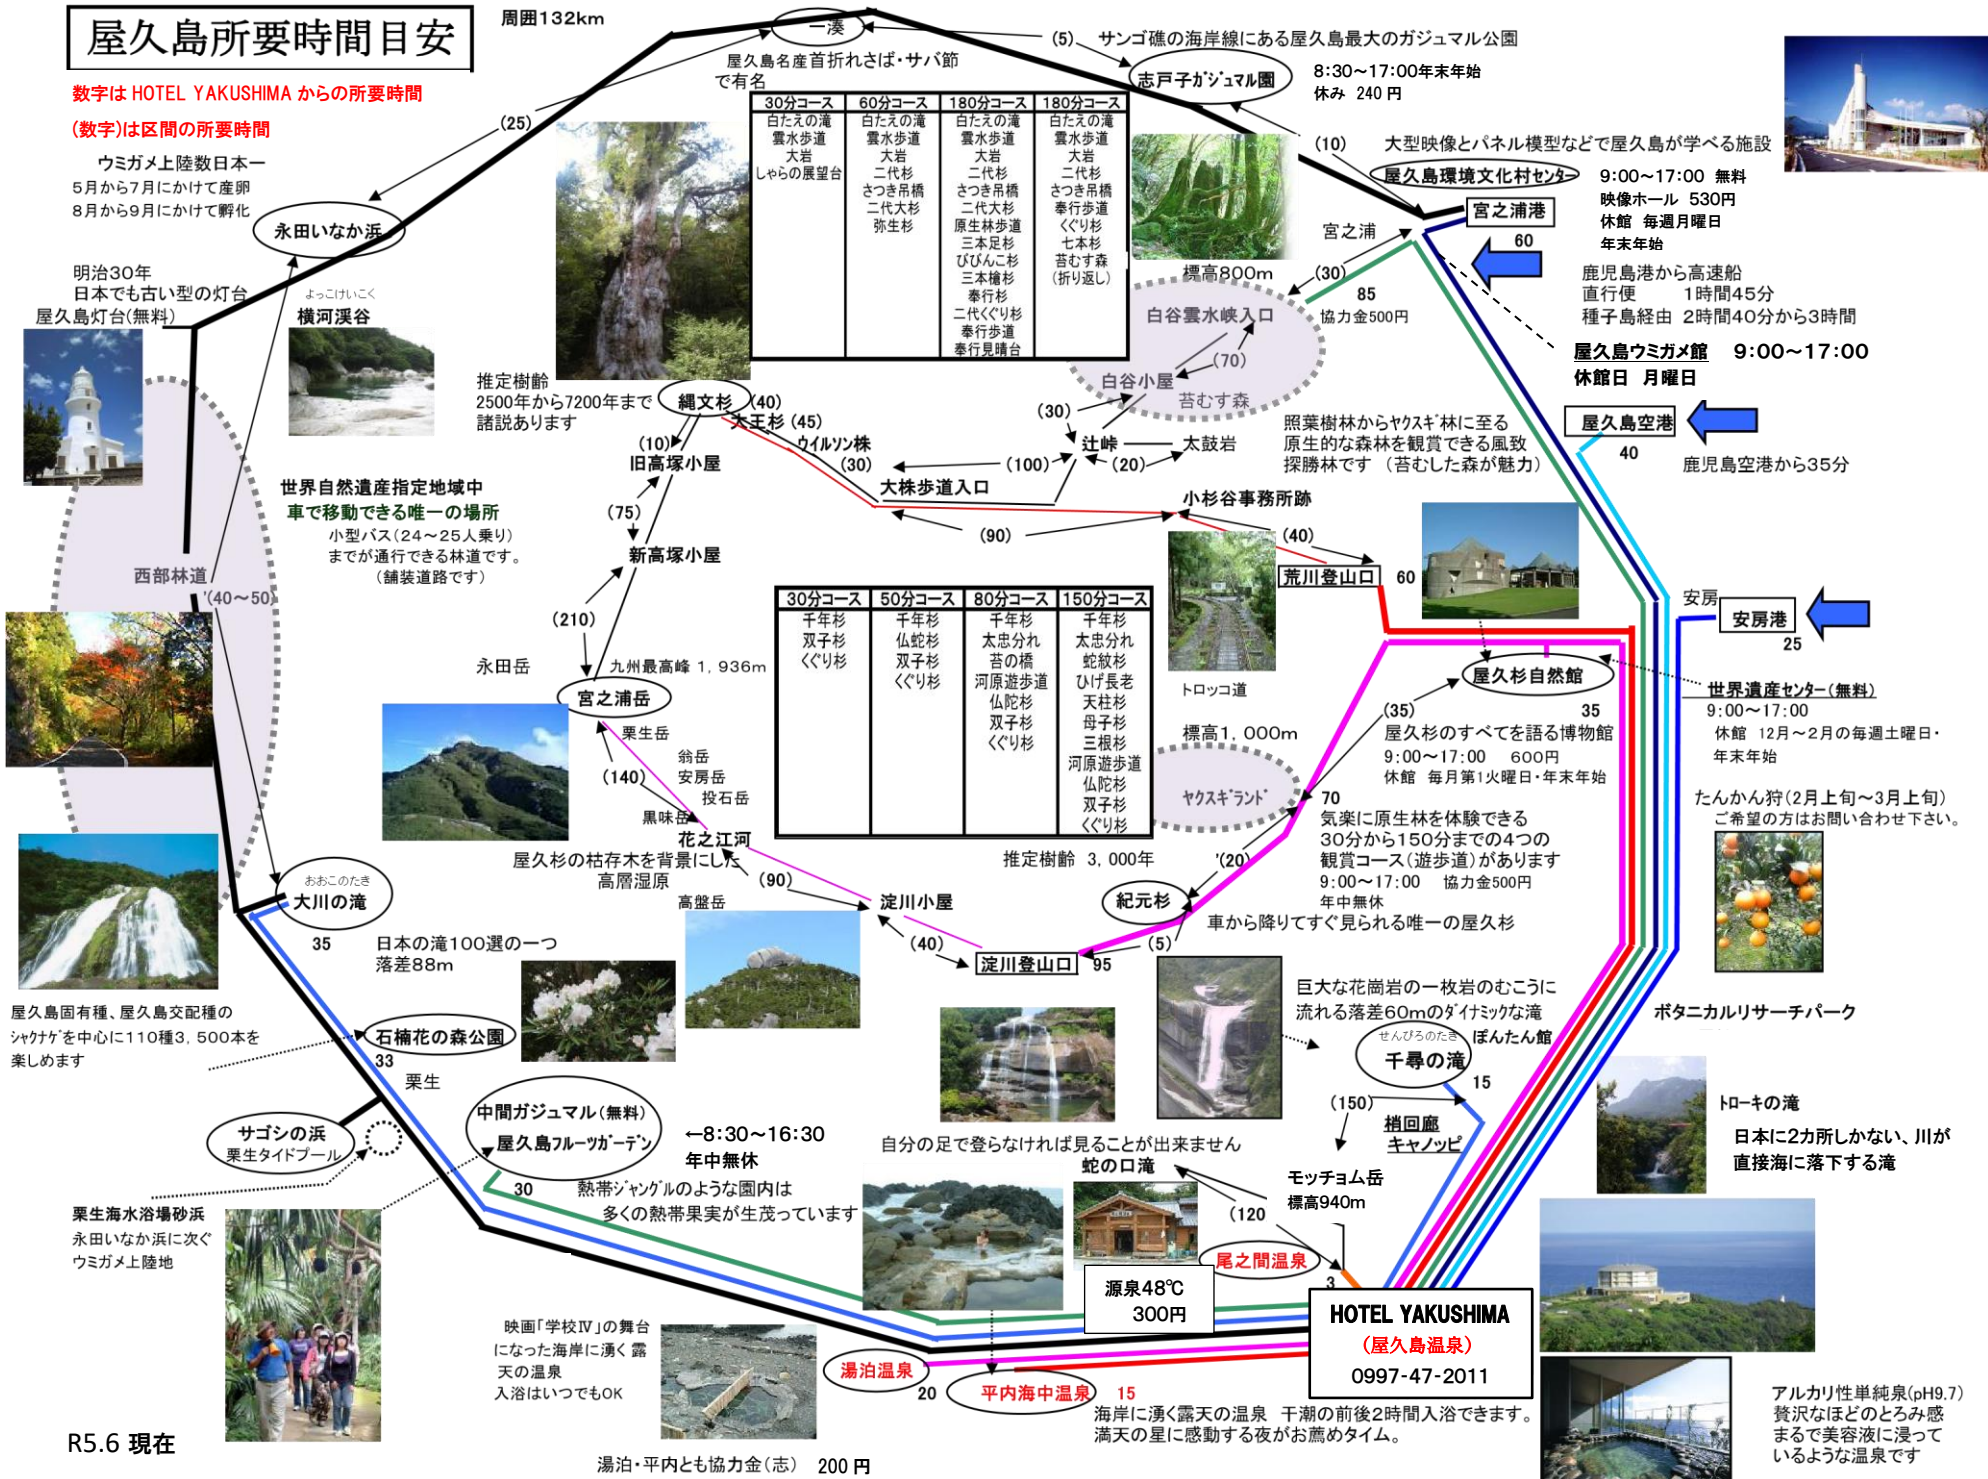 屋久島所要時間目安
周囲132km
数字は HOTEL YAKUSHIMA からの所要時間
(数字)は区間の所要時間
一湊
屋久島名産首折れさば・サバ節
で有名
(5)
サンゴ礁の海岸線にある屋久島最大のガジュマル公園
志戸子ガジュマル園
8:30～17:00年末年始
休み 240 円
(25)
(10)
大型映像とパネル模型などで屋久島が学べる施設
屋久島環境文化村センター
9:00～17:00 無料
映像ホール 530円
休館 毎週月曜日
年末年始
ウミガメ上陸数日本一
5月から7月にかけて産卵
8月から9月にかけて孵化
永田いなか浜
30分コース
白たえの滝
雲水歩道
大岩
しゃらの展望台
60分コース
白たえの滝
雲水歩道
大岩
二代杉
さつき吊橋
二代大杉
弥生杉
180分コース
白たえの滝
雲水歩道
大岩
二代杉
さつき吊橋
二代大杉
原生林歩道
三本足杉
びびんこ杉
三本槍杉
奉行杉
二代くぐり杉
奉行歩道
奉行見晴台
180分コース
白たえの滝
雲水歩道
大岩
二代杉
さつき吊橋
奉行歩道
くぐり杉
七本杉
苔むす森
(折り返し)
宮之浦港
60
宮之浦
(30)
85
協力金500円
鹿児島港から高速船
直行便 1時間45分
種子島経由 2時間40分から3時間
屋久島ウミガメ館 9:00～17:00
休館日 月曜日
明治30年
日本でも古い型の灯台
屋久島灯台(無料)
よっこけいこく
横河渓谷
標高800m
白谷雲水峡入口
(70)
白谷小屋
苔むす森
(30)
辻峠
太鼓岩
(20)
(100)
照葉樹林からヤクスギ林に至る
原生的な森林を観賞できる風致
探勝林です (苔むした森が魅力)
屋久島空港
40
鹿児島空港から35分
推定樹齢
2500年から7200年まで
諸説あります
縄文杉
(40)
大王杉 (45)
ウイルソン株
(30)
(10)
旧高塚小屋
大株歩道入口
小杉谷事務所跡
(90)
(40)
荒川登山口
60
(75)
新高塚小屋
(210)
世界自然遺産指定地域中
車で移動できる唯一の場所
小型バス(24～25人乗り)
までが通行できる林道です。
(舗装道路です)
西部林道
(40～50)
トロッコ道
安房
安房港
25
永田岳
九州最高峰 1,936m
宮之浦岳
栗生岳
翁岳
安房岳
投石岳
黒味岳
(140)
花之江河
屋久杉の枯存木を背景にした
高層湿原
(90)
高盤岳
淀川小屋
(40)
淀川登山口
95
30分コース
千年杉
双子杉
くぐり杉
50分コース
千年杉
仏蛇杉
双子杉
くぐり杉
80分コース
千年杉
太忠分れ
苔の橋
河原遊歩道
仏陀杉
双子杉
くぐり杉
150分コース
千年杉
太忠分れ
蛇紋杉
ひげ長老
天柱杉
母子杉
三根杉
河原遊歩道
仏陀杉
双子杉
くぐり杉
屋久杉自然館
35
(35)
屋久杉のすべてを語る博物館
9:00～17:00 600円
休館 毎月第1火曜日・年末年始
世界遺産センター(無料)
9:00～17:00
休館 12月～2月の毎週土曜日・
年末年始
標高1,000m
ヤクスギランド
70
気楽に原生林を体験できる
30分から150分までの4つの
観賞コース(遊歩道)があります
9:00～17:00 協力金500円
年中無休
推定樹齢 3,000年
(20)
紀元杉
車から降りてすぐ見られる唯一の屋久杉
(5)
たんかん狩(2月上旬～3月上旬)
ご希望の方はお問い合わせ下さい。
ボタニカルリサーチパーク
おおこのたき
大川の滝
35
日本の滝100選の一つ
落差88m
屋久島固有種、屋久島交配種の
シャクナゲを中心に110種3,500本を
楽しめます
石楠花の森公園
33
栗生
サゴシの浜
栗生タイドプール
栗生海水浴場砂浜
永田いなか浜に次ぐ
ウミガメ上陸地
中間ガジュマル(無料)
屋久島フルーツガーデン
←8:30～16:30
年中無休
30
熱帯ジャングルのような園内は
多くの熱帯果実が生茂っています
巨大な花崗岩の一枚岩のむこうに
流れる落差60mのダイナミックな滝
せんぴろのたき
千尋の滝
ぽんたん館
15
(150)
梢回廊
キャノッピ
モッチョム岳
標高940m
自分の足で登らなければ見ることが出来ません
蛇の口滝
(120
トローキの滝
日本に2カ所しかない、川が
直接海に落下する滝
尾之間温泉
3
源泉48℃
300円
HOTEL YAKUSHIMA
(屋久島温泉)
0997-47-2011
映画「学校Ⅳ」の舞台
になった海岸に湧く露
天の温泉
入浴はいつでもOK
湯泊温泉
20
平内海中温泉
15
海岸に湧く露天の温泉 干潮の前後2時間入浴できます。
満天の星に感動する夜がお薦めタイム。
湯泊・平内とも協力金(志) 200 円
アルカリ性単純泉(pH9.7)
贅沢なほどのとろみ感
まるで美容液に浸って
いるような温泉です
R5.6 現在